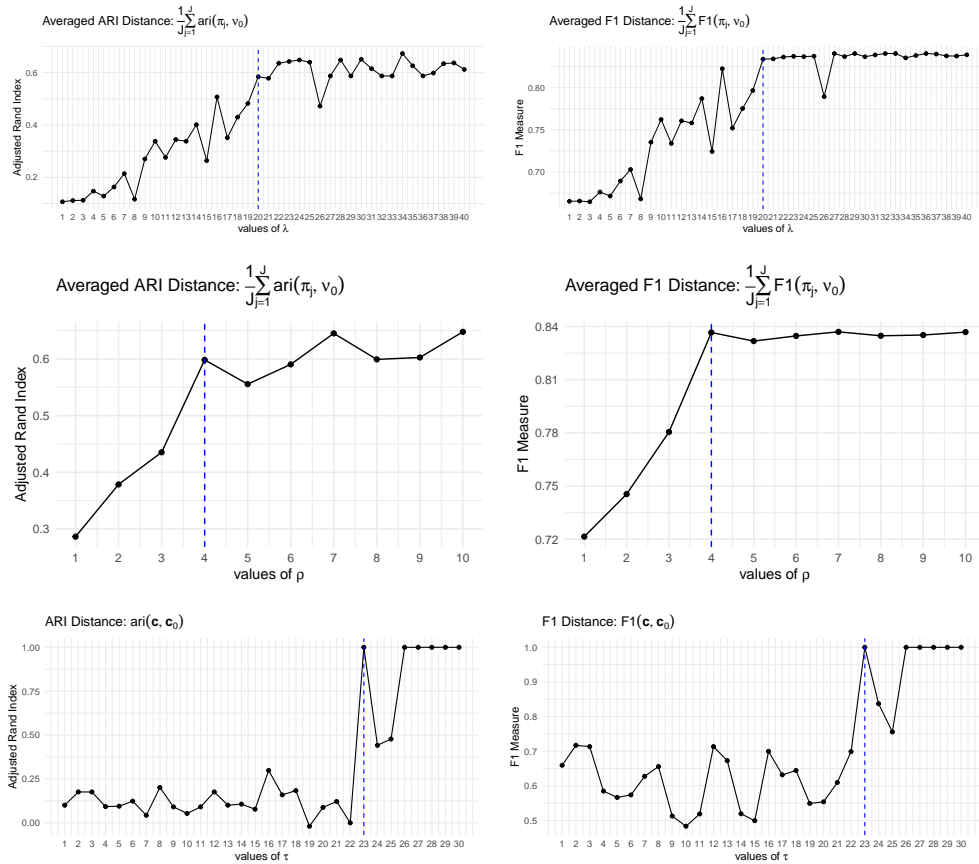 Averaged ARI Distance: 1/J ∑_{j=1}^{J} ari(π_j, ν_0)
Adjusted Rand Index
0.6
0.4
0.2
1 2 3 4 5 6 7 8 9 10 11 12 13 14 15 16 17 18 19 20 21 22 23 24 25 26 27 28 29 30 31 32 33 34 35 36 37 38 39 40
values of λ
Averaged F1 Distance: 1/J ∑_{j=1}^{J} F1(π_j, ν_0)
F1 Measure
0.80
0.75
0.70
1 2 3 4 5 6 7 8 9 10 11 12 13 14 15 16 17 18 19 20 21 22 23 24 25 26 27 28 29 30 31 32 33 34 35 36 37 38 39 40
values of λ
Averaged ARI Distance: 1/J ∑_{j=1}^{J} ari(π_j, ν_0)
Adjusted Rand Index
0.6
0.5
0.4
0.3
1 2 3 4 5 6 7 8 9 10
values of ρ
Averaged F1 Distance: 1/J ∑_{j=1}^{J} F1(π_j, ν_0)
F1 Measure
0.84
0.81
0.78
0.75
0.72
1 2 3 4 5 6 7 8 9 10
values of ρ
ARI Distance: ari(c, c_0)
Adjusted Rand Index
1.00
0.75
0.50
0.25
0.00
1 2 3 4 5 6 7 8 9 10 11 12 13 14 15 16 17 18 19 20 21 22 23 24 25 26 27 28 29 30
values of τ
F1 Distance: F1(c, c_0)
F1 Measure
1.0
0.9
0.8
0.7
0.6
0.5
1 2 3 4 5 6 7 8 9 10 11 12 13 14 15 16 17 18 19 20 21 22 23 24 25 26 27 28 29 30
values of τ